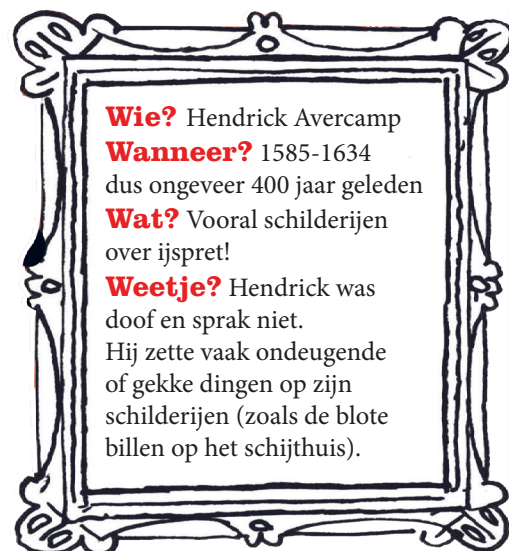 Wie? Hendrick Avercamp
Wanneer? 1585-1634
dus ongeveer 400 jaar geleden
Wat? Vooral schilderijen
over ijspret!
Weetje? Hendrick was
doof en sprak niet.
Hij zette vaak ondeugende
of gekke dingen op zijn
schilderijen (zoals de blote
billen op het schijthuis).